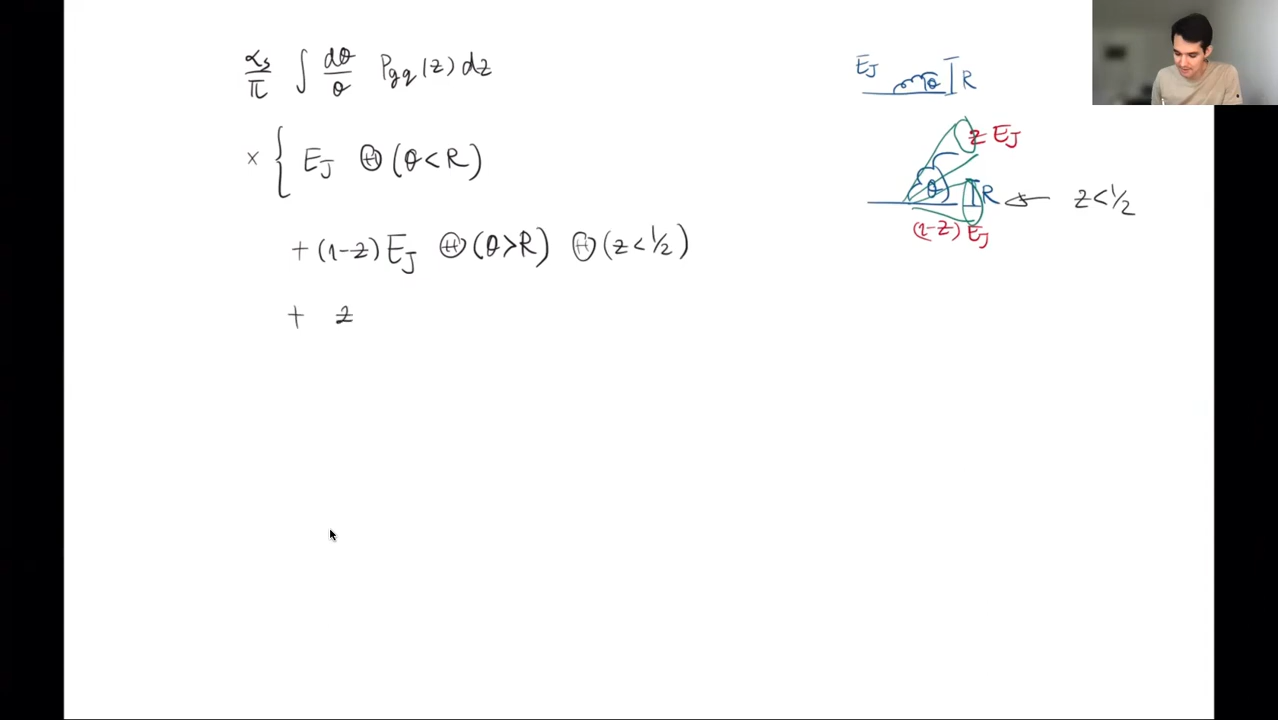 αs/π ∫ dθ/θ Pgq(z) dz
× { EJ Θ(θ<R)
+ (1-z) EJ Θ(θ>R) Θ(z<1/2)
+ z
EJ θ R
z EJ
θ R ← z<1/2
(1-z) EJ